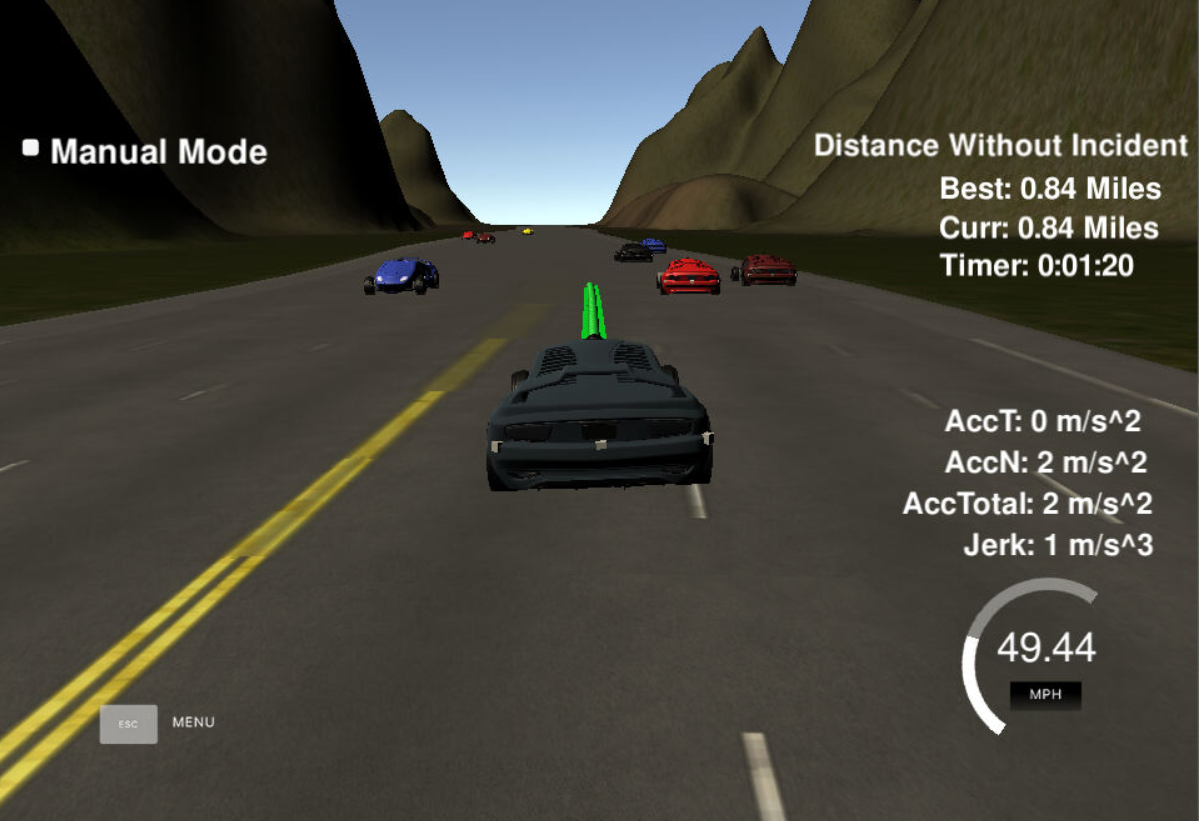 Manual Mode
Distance Without Incident
Best: 0.84 Miles
Curr: 0.84 Miles
Timer: 0:01:20
AccT: 0 m/s^2
AccN: 2 m/s^2
AccTotal: 2 m/s^2
Jerk: 1 m/s^3
49.44
MPH
ESC MENU